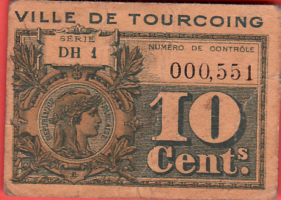 VILLE DE TOURCOING
SÉRIE
DH 1
NUMÉRO DE CONTRÔLE
000,551
10
Cents.